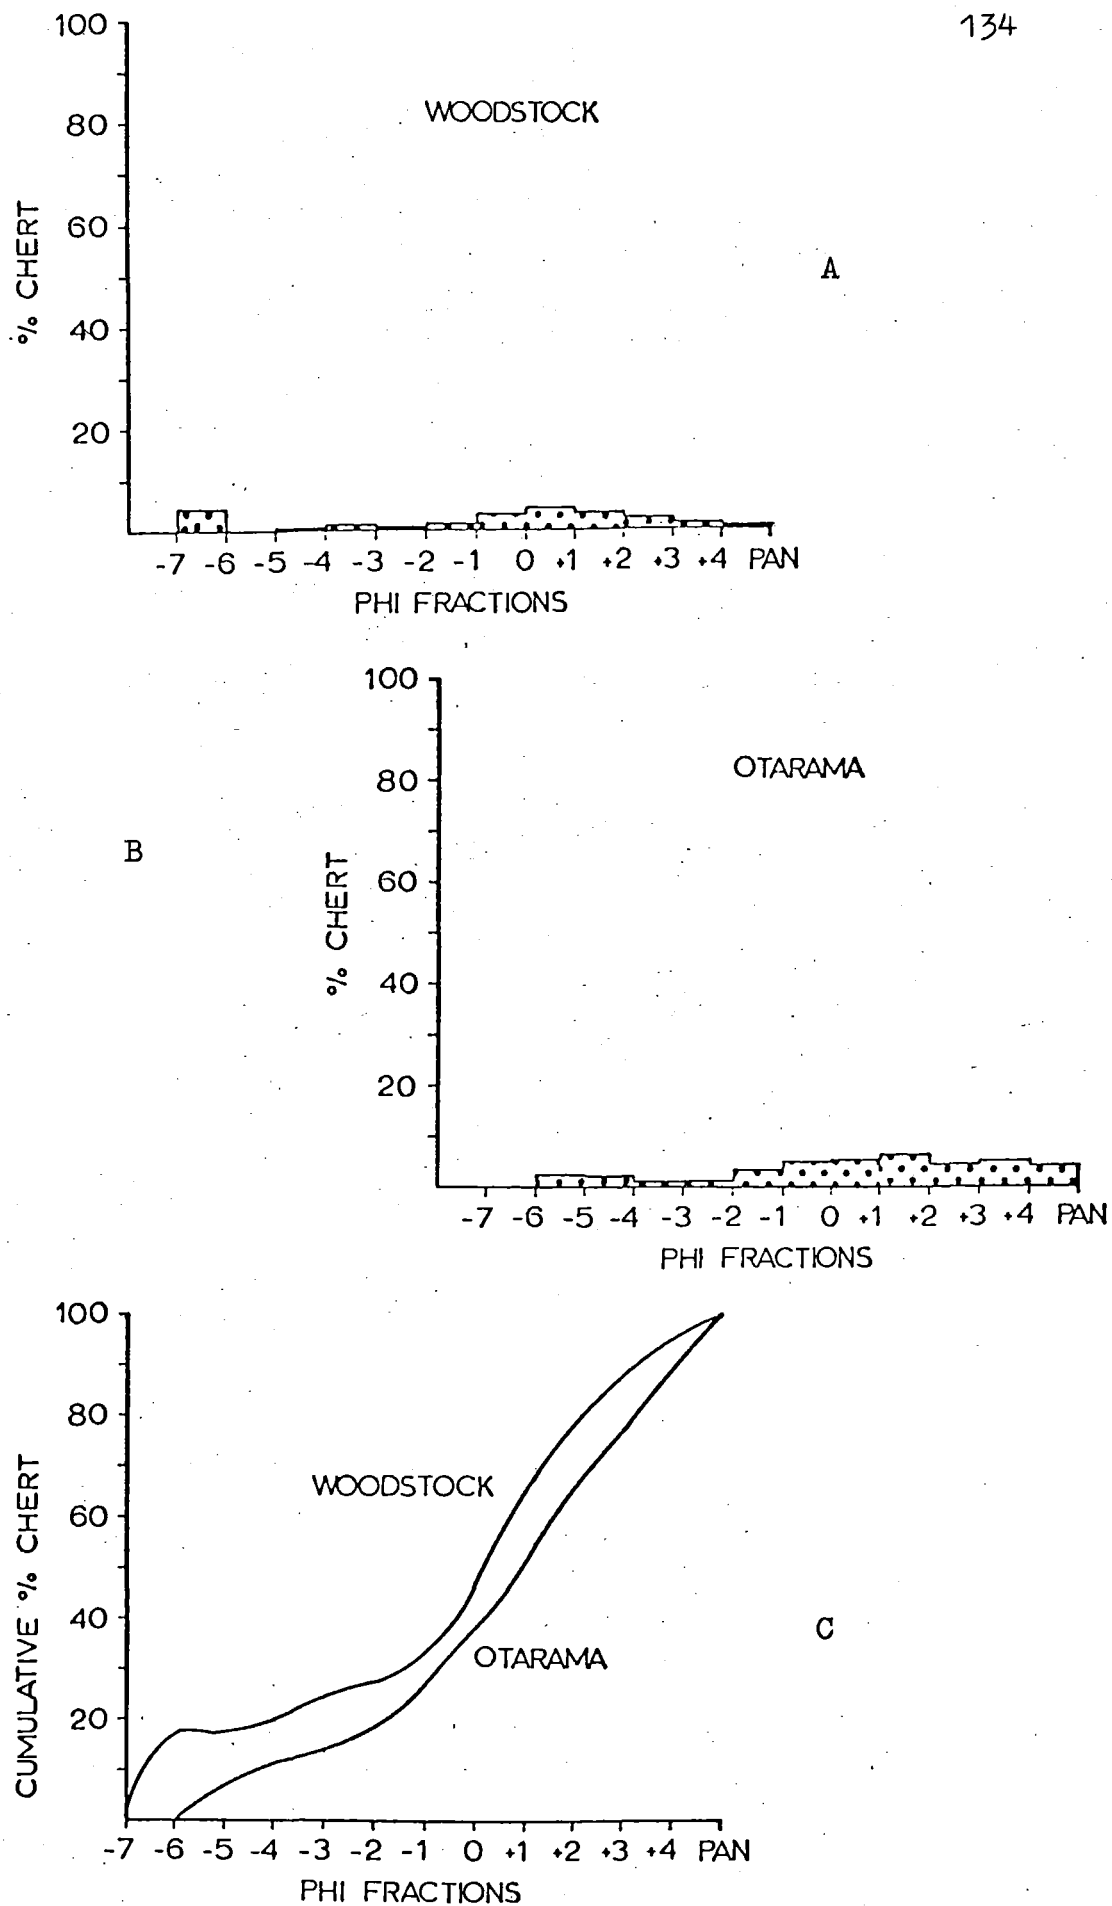 134
100
80
60
40
20
% CHERT
WOODSTOCK
A
-7 -6 -5 -4 -3 -2 -1 0 +1 +2 +3 +4 PAN
PHI FRACTIONS
100
80
60
40
20
% CHERT
OTARAMA
B
-7 -6 -5 -4 -3 -2 -1 0 +1 +2 +3 +4 PAN
PHI FRACTIONS
100
80
60
40
20
CUMULATIVE % CHERT
WOODSTOCK
OTARAMA
C
-7 -6 -5 -4 -3 -2 -1 0 +1 +2 +3 +4 PAN
PHI FRACTIONS